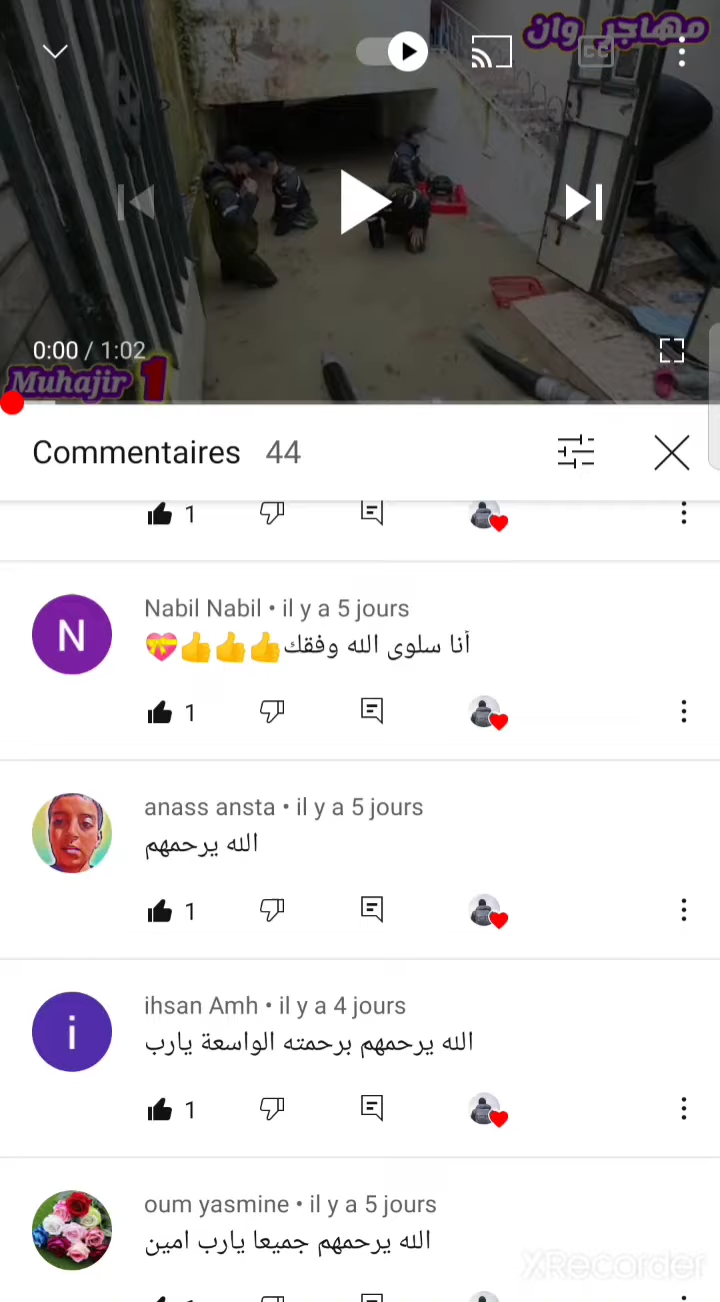 مهاجر وان
CC
0:00 / 1:02
Muhajir 1
Commentaires 44
1
N
Nabil Nabil • il y a 5 jours
أنا سلوى الله وفقك👍👍👍💝
1
anass ansta • il y a 5 jours
الله يرحمهم
1
i
ihsan Amh • il y a 4 jours
الله يرحمهم برحمته الواسعة يارب
1
oum yasmine • il y a 5 jours
الله يرحمهم جميعا يارب امين
XRecorder